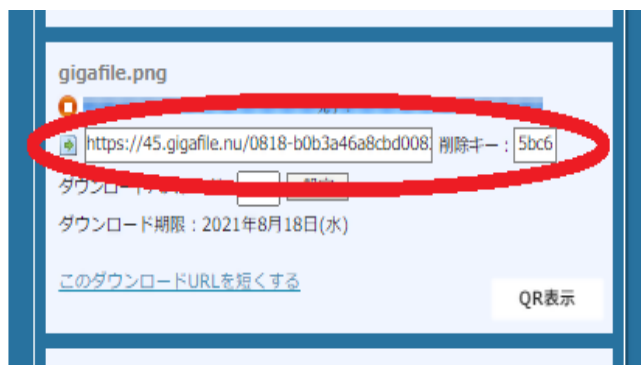 gigafile.png
https://45.gigafile.nu/0818-b0b3a46a8cbd008 削除キー : 5bc6
ダウンロード期限 : 2021年8月18日(水)
このダウンロードURLを短くする
QR表示